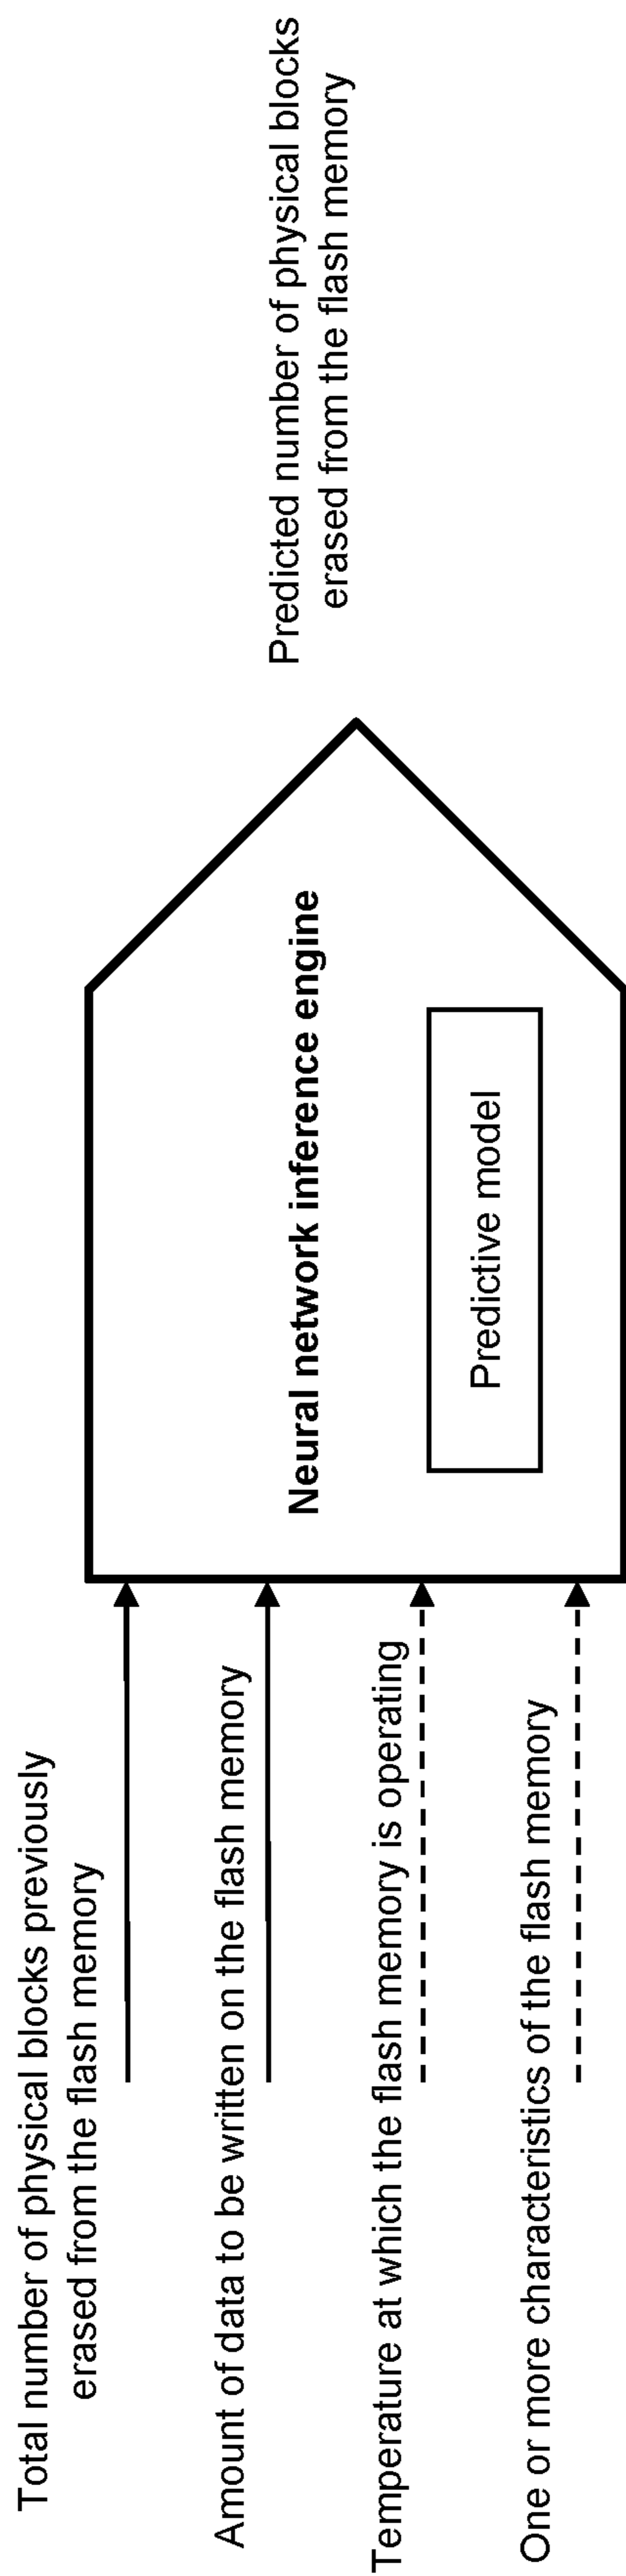 Total number of physical blocks previously
erased from the flash memory
Amount of data to be written on the flash memory
Temperature at which the flash memory is operating
One or more characteristics of the flash memory
Neural network inference engine
Predictive model
Predicted number of physical blocks
erased from the flash memory